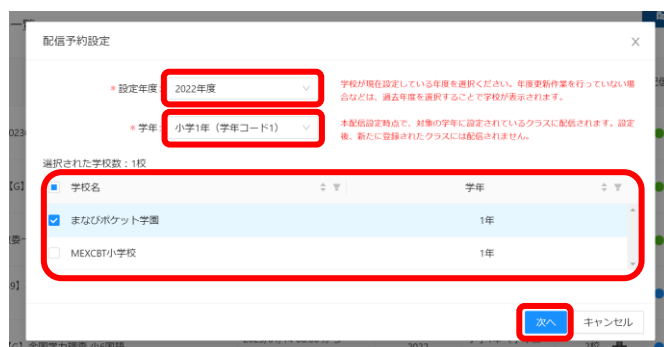 一覧
配信予約設定
* 設定年度: 2022年度
学校が現在設定している年度を選択ください。年度更新作業を行っていない場
合などは、過去年度を選択することで学校が表示されます。
* 学年: 小学1年（学年コード1）
本配信設定時点で、対象の学年に設定されているクラスに配信されます。設定
後、新たに登録されたクラスには配信されません。
選択された学校数：1校
学校名 学年
まなびポケット学園 1年
MEXCBT小学校 1年
次へ キャンセル